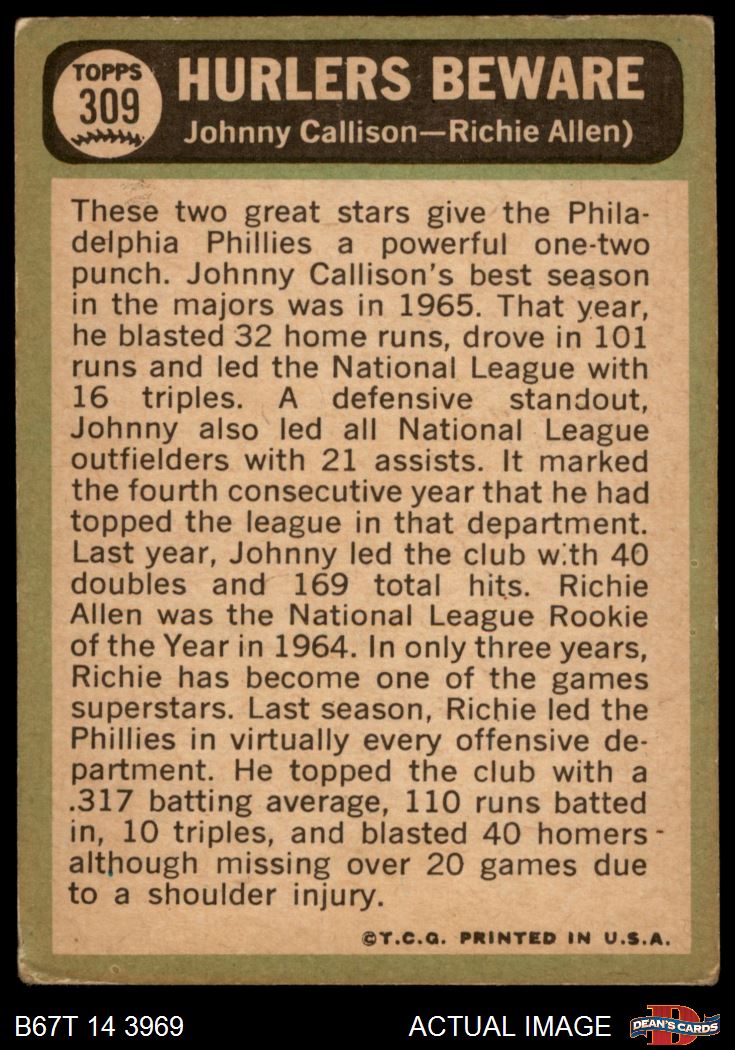 TOPPS
309
HURLERS BEWARE
Johnny Callison—Richie Allen)
These two great stars give the Phila-
delphia Phillies a powerful one-two
punch. Johnny Callison's best season
in the majors was in 1965. That year,
he blasted 32 home runs, drove in 101
runs and led the National League with
16 triples. A defensive standout,
Johnny also led all National League
outfielders with 21 assists. It marked
the fourth consecutive year that he had
topped the league in that department.
Last year, Johnny led the club with 40
doubles and 169 total hits. Richie
Allen was the National League Rookie
of the Year in 1964. In only three years,
Richie has become one of the games
superstars. Last season, Richie led the
Phillies in virtually every offensive de-
partment. He topped the club with a
.317 batting average, 110 runs batted
in, 10 triples, and blasted 40 homers -
although missing over 20 games due
to a shoulder injury.
©T.C.G. PRINTED IN U.S.A.
B67T 14 3969
ACTUAL IMAGE
D
DEAN'S CARDS